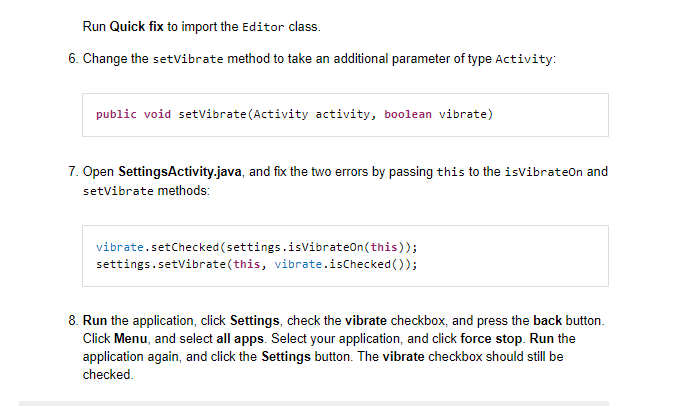 Run Quick fix to import the Editor class.
6. Change the setVibrate method to take an additional parameter of type Activity:
public void setVibrate(Activity activity, boolean vibrate)
7. Open SettingsActivity.java, and fix the two errors by passing this to the isVibrateOn and
setVibrate methods:
vibrate.setChecked(settings.isVibrateOn(this));
settings.setVibrate(this, vibrate.isChecked());
8. Run the application, click Settings, check the vibrate checkbox, and press the back button.
Click Menu, and select all apps. Select your application, and click force stop. Run the
application again, and click the Settings button. The vibrate checkbox should still be
checked.